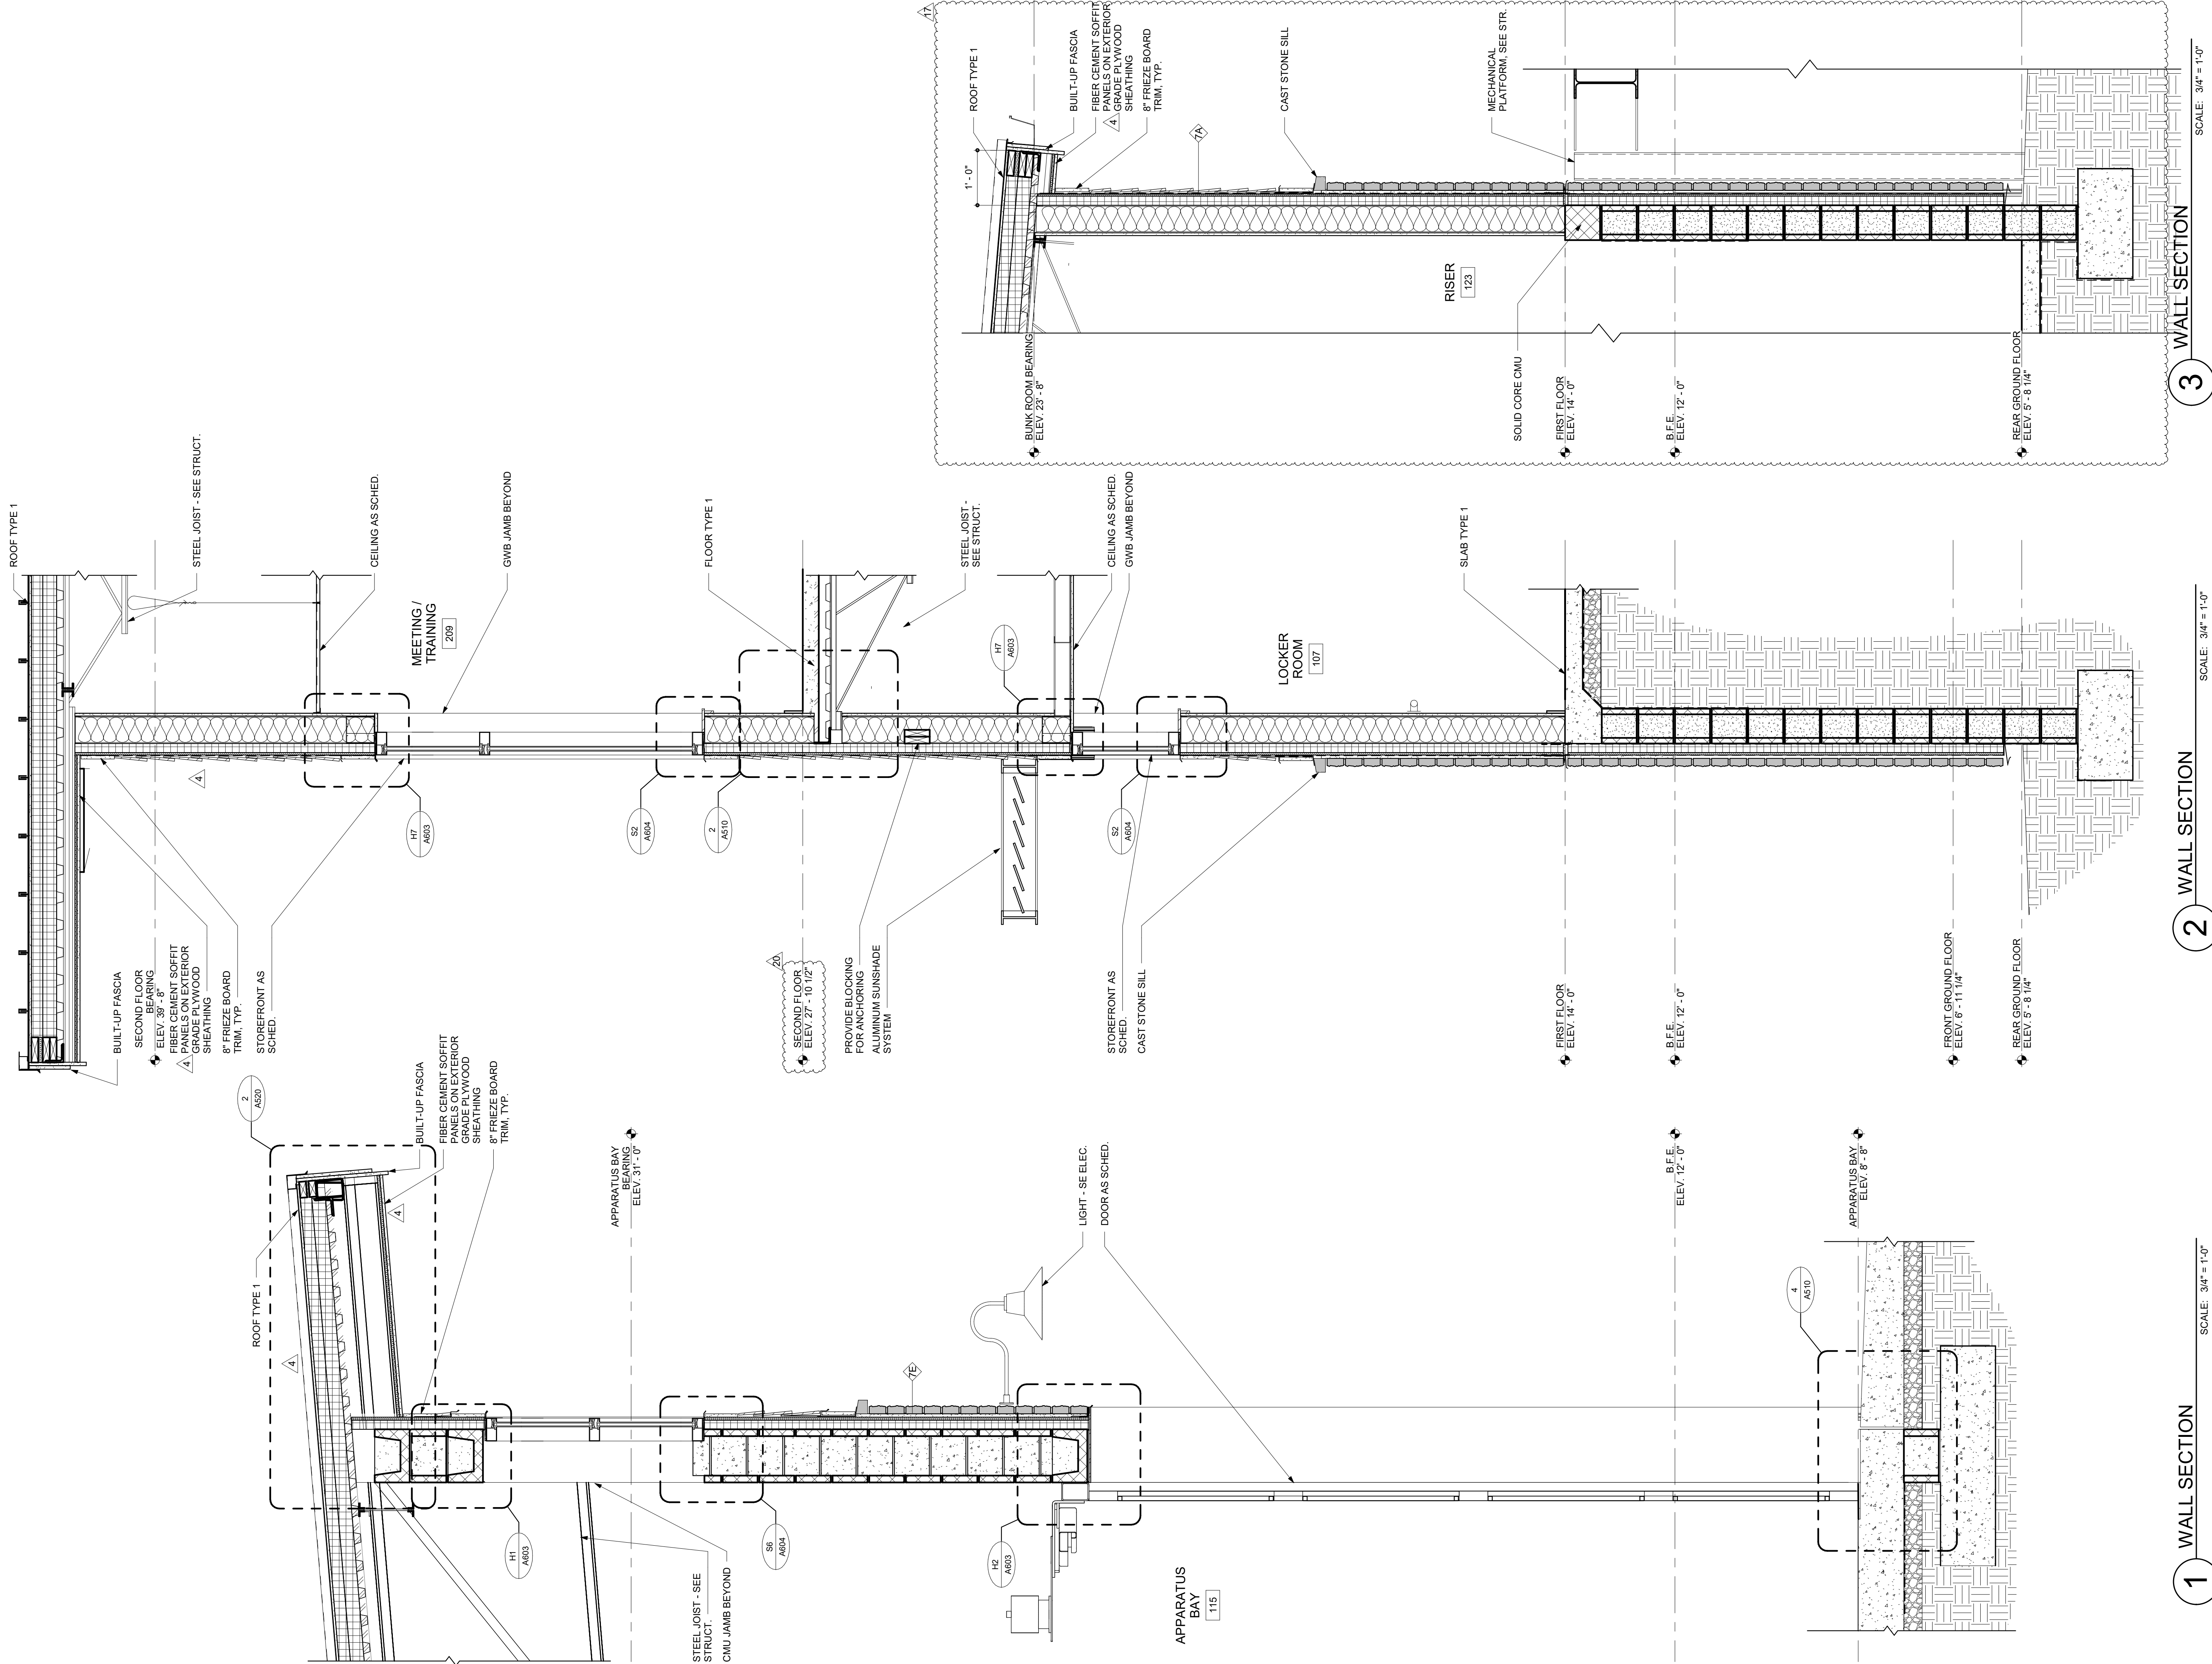 2
A520
ROOF TYPE 1
4
BUILT-UP FASCIA
FIBER CEMENT SOFFIT
PANELS ON EXTERIOR
GRADE PLYWOOD
SHEATHING
4
8" FRIEZE BOARD
TRIM, TYP.
H1
A603
APPARATUS BAY
BEARING
ELEV. 31' - 0"
S6
A604
STEEL JOIST - SEE
STRUCT.
CMU JAMB BEYOND
7E
LIGHT - SE ELEC.
DOOR AS SCHED.
H2
A603
APPARATUS
BAY
115
B.F.E.
ELEV. 12' - 0"
APPARATUS BAY
ELEV. 8' - 8"
4
A510
1
WALL SECTION
SCALE: 3/4" = 1'-0"
ROOF TYPE 1
STEEL JOIST - SEE STRUCT.
CEILING AS SCHED.
GWB JAMB BEYOND
MEETING /
TRAINING
209
BUILT-UP FASCIA
SECOND FLOOR
BEARING
ELEV. 39' - 8"
FIBER CEMENT SOFFIT
PANELS ON EXTERIOR
GRADE PLYWOOD
SHEATHING
4
4
8" FRIEZE BOARD
TRIM, TYP.
STOREFRONT AS
SCHED.
H7
A603
S2
A604
2
A510
FLOOR TYPE 1
20
SECOND FLOOR
ELEV. 27' - 10 1/2"
PROVIDE BLOCKING
FOR ANCHORING
ALUMINUM SUNSHADE
SYSTEM
STEEL JOIST -
SEE STRUCT.
H7
A603
CEILING AS SCHED.
GWB JAMB BEYOND
S2
A604
STOREFRONT AS
SCHED.
CAST STONE SILL
LOCKER
ROOM
107
SLAB TYPE 1
FIRST FLOOR
ELEV. 14' - 0"
B.F.E.
ELEV. 12' - 0"
FRONT GROUND FLOOR
ELEV. 6' - 11 1/4"
REAR GROUND FLOOR
ELEV. 5' - 8 1/4"
2
WALL SECTION
SCALE: 3/4" = 1'-0"
17
ROOF TYPE 1
1' - 0"
BUILT-UP FASCIA
FIBER CEMENT SOFFIT
PANELS ON EXTERIOR
GRADE PLYWOOD
SHEATHING
4
8" FRIEZE BOARD
TRIM, TYP.
7A
CAST STONE SILL
BUNK ROOM BEARING
ELEV. 23' - 8"
MECHANICAL
PLATFORM, SEE STR.
RISER
123
SOLID CORE CMU
FIRST FLOOR
ELEV. 14' - 0"
B.F.E.
ELEV. 12' - 0"
REAR GROUND FLOOR
ELEV. 5' - 8 1/4"
3
WALL SECTION
SCALE: 3/4" = 1'-0"